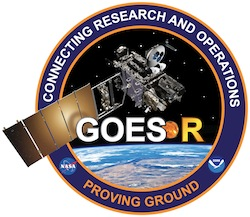 CONNECTING RESEARCH AND OPERATIONS
GOES R
NASA
PROVING GROUND